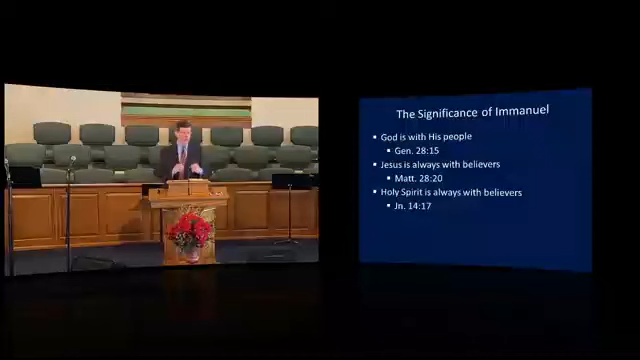 The Significance of Immanuel
▪ God is with His people
▪ Gen. 28:15
▪ Jesus is always with believers
▪ Matt. 28:20
▪ Holy Spirit is always with believers
▪ Jn. 14:17